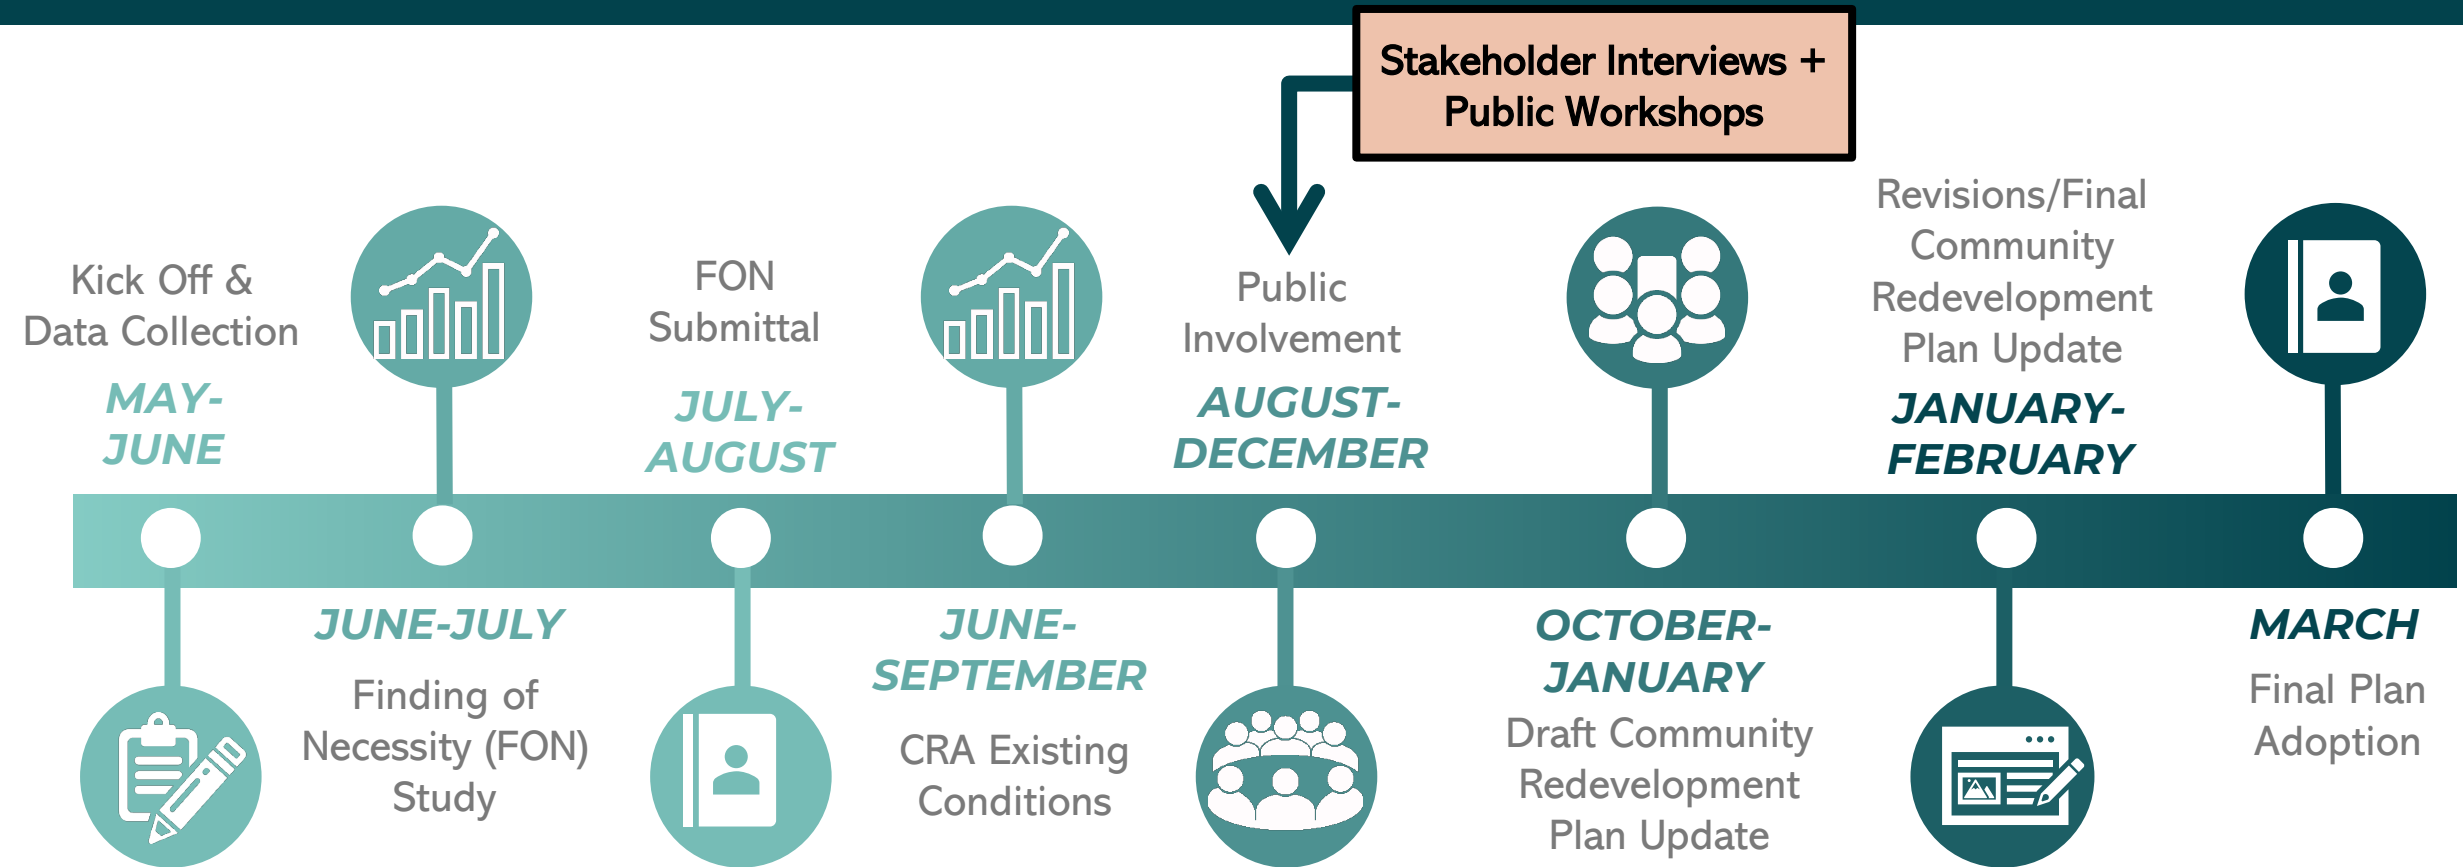 Stakeholder Interviews +
Public Workshops
Kick Off &
Data Collection
MAY-
JUNE
JUNE-JULY
Finding of
Necessity (FON)
Study
FON
Submittal
JULY-
AUGUST
JUNE-
SEPTEMBER
CRA Existing
Conditions
Public
Involvement
AUGUST-
DECEMBER
OCTOBER-
JANUARY
Draft Community
Redevelopment
Plan Update
Revisions/Final
Community
Redevelopment
Plan Update
JANUARY-
FEBRUARY
MARCH
Final Plan
Adoption